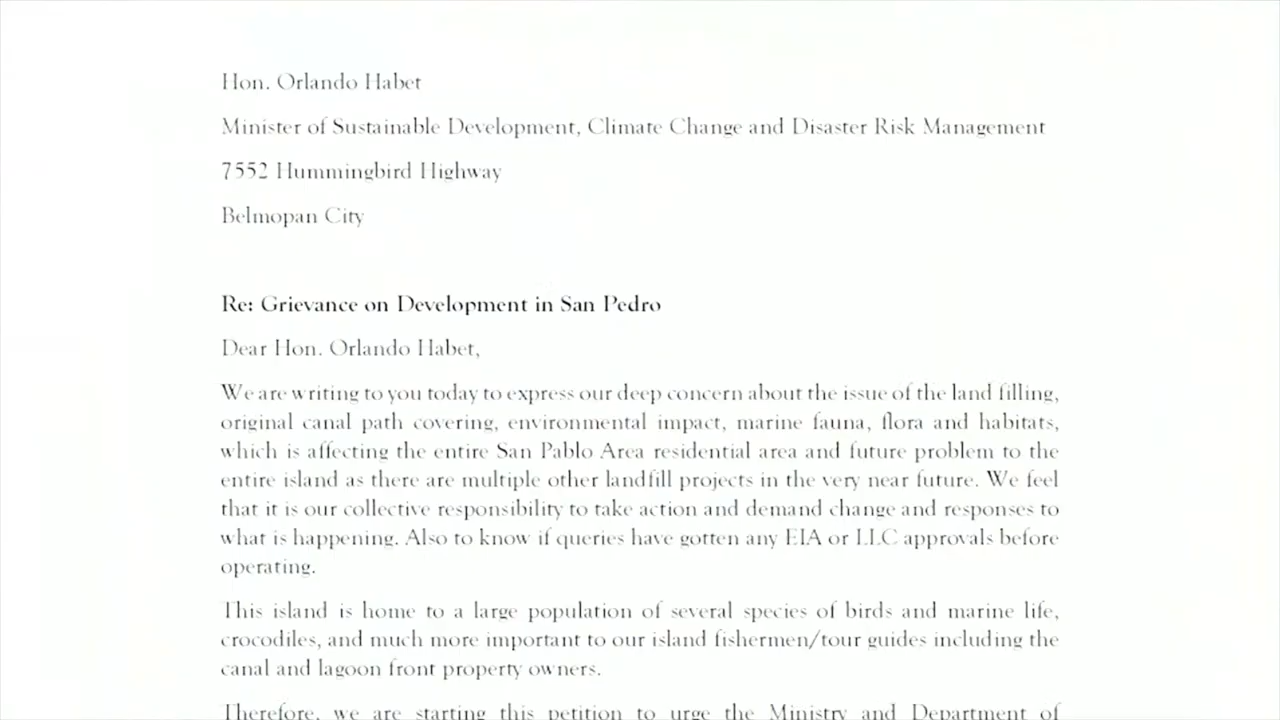 Hon. Orlando Habet
Minister of Sustainable Development, Climate Change and Disaster Risk Management
7552 Hummingbird Highway
Belmopan City
Re: Grievance on Development in San Pedro
Dear Hon. Orlando Habet,
We are writing to you today to express our deep concern about the issue of the land filling,
original canal path covering, environmental impact, marine fauna, flora and habitats,
which is affecting the entire San Pablo Area residential area and future problem to the
entire island as there are multiple other landfill projects in the very near future. We feel
that it is our collective responsibility to take action and demand change and responses to
what is happening. Also to know if queries have gotten any EIA or LLC approvals before
operating.
This island is home to a large population of several species of birds and marine life,
crocodiles, and much more important to our island fishermen/tour guides including the
canal and lagoon front property owners.
Therefore, we are starting this petition to urge the Ministry and Department of